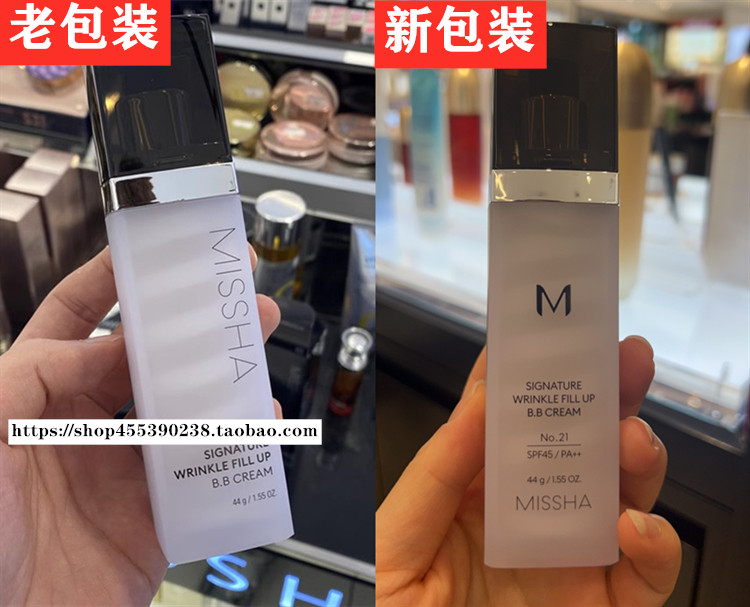 老包装
MISSHA
https://shop455390238.taobao.com/
SIGNATURE
WRINKLE FILL UP
B.B CREAM
44 g / 1.55 OZ.
新包装
M
SIGNATURE
WRINKLE FILL UP
B.B CREAM
No.21
SPF45 / PA++
44 g / 1.55 OZ.
MISSHA